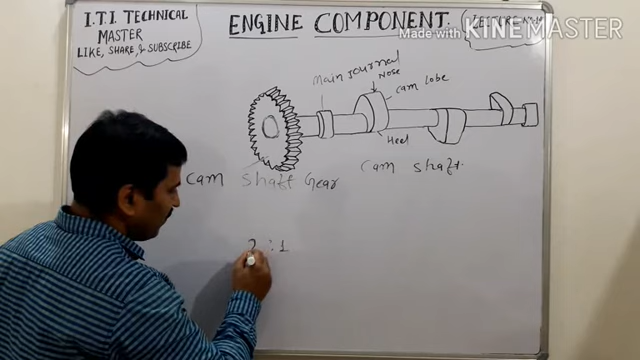 I.T.I. TECHNICAL
MASTER
LIKE, SHARE, & SUBSCRIBE
ENGINE COMPONENT.
Made with KINEMASTER
Main Journal
Nose
Cam Lobe
Heel
Cam Shaft Gear
Cam Shaft.
2 : 1